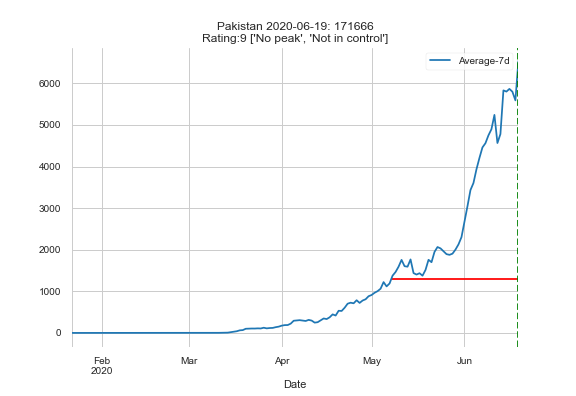 Pakistan 2020-06-19: 171666
Rating:9 ['No peak', 'Not in control']
Average-7d
6000
5000
4000
3000
2000
1000
0
Feb
2020
Mar
Apr
May
Jun
Date